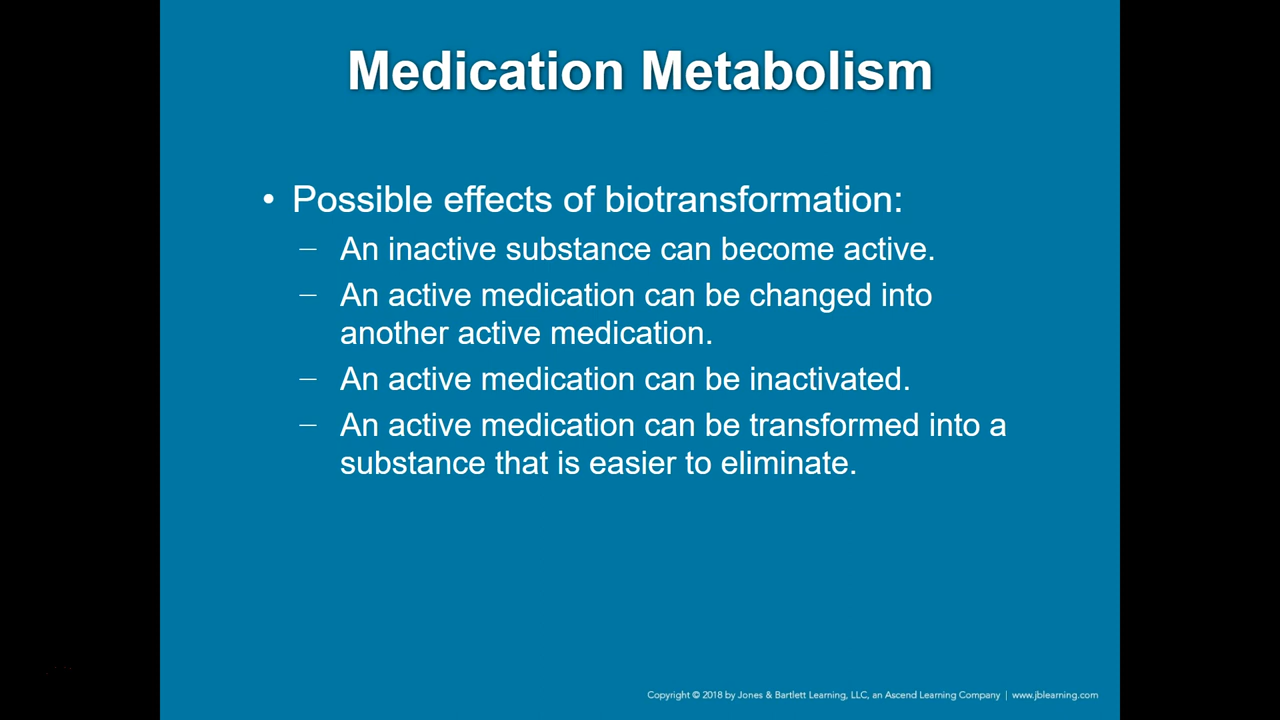 Medication Metabolism
• Possible effects of biotransformation:
– An inactive substance can become active.
– An active medication can be changed into
another active medication.
– An active medication can be inactivated.
– An active medication can be transformed into a
substance that is easier to eliminate.
Copyright © 2018 by Jones & Bartlett Learning, LLC, an Ascend Learning Company | www.jblearning.com